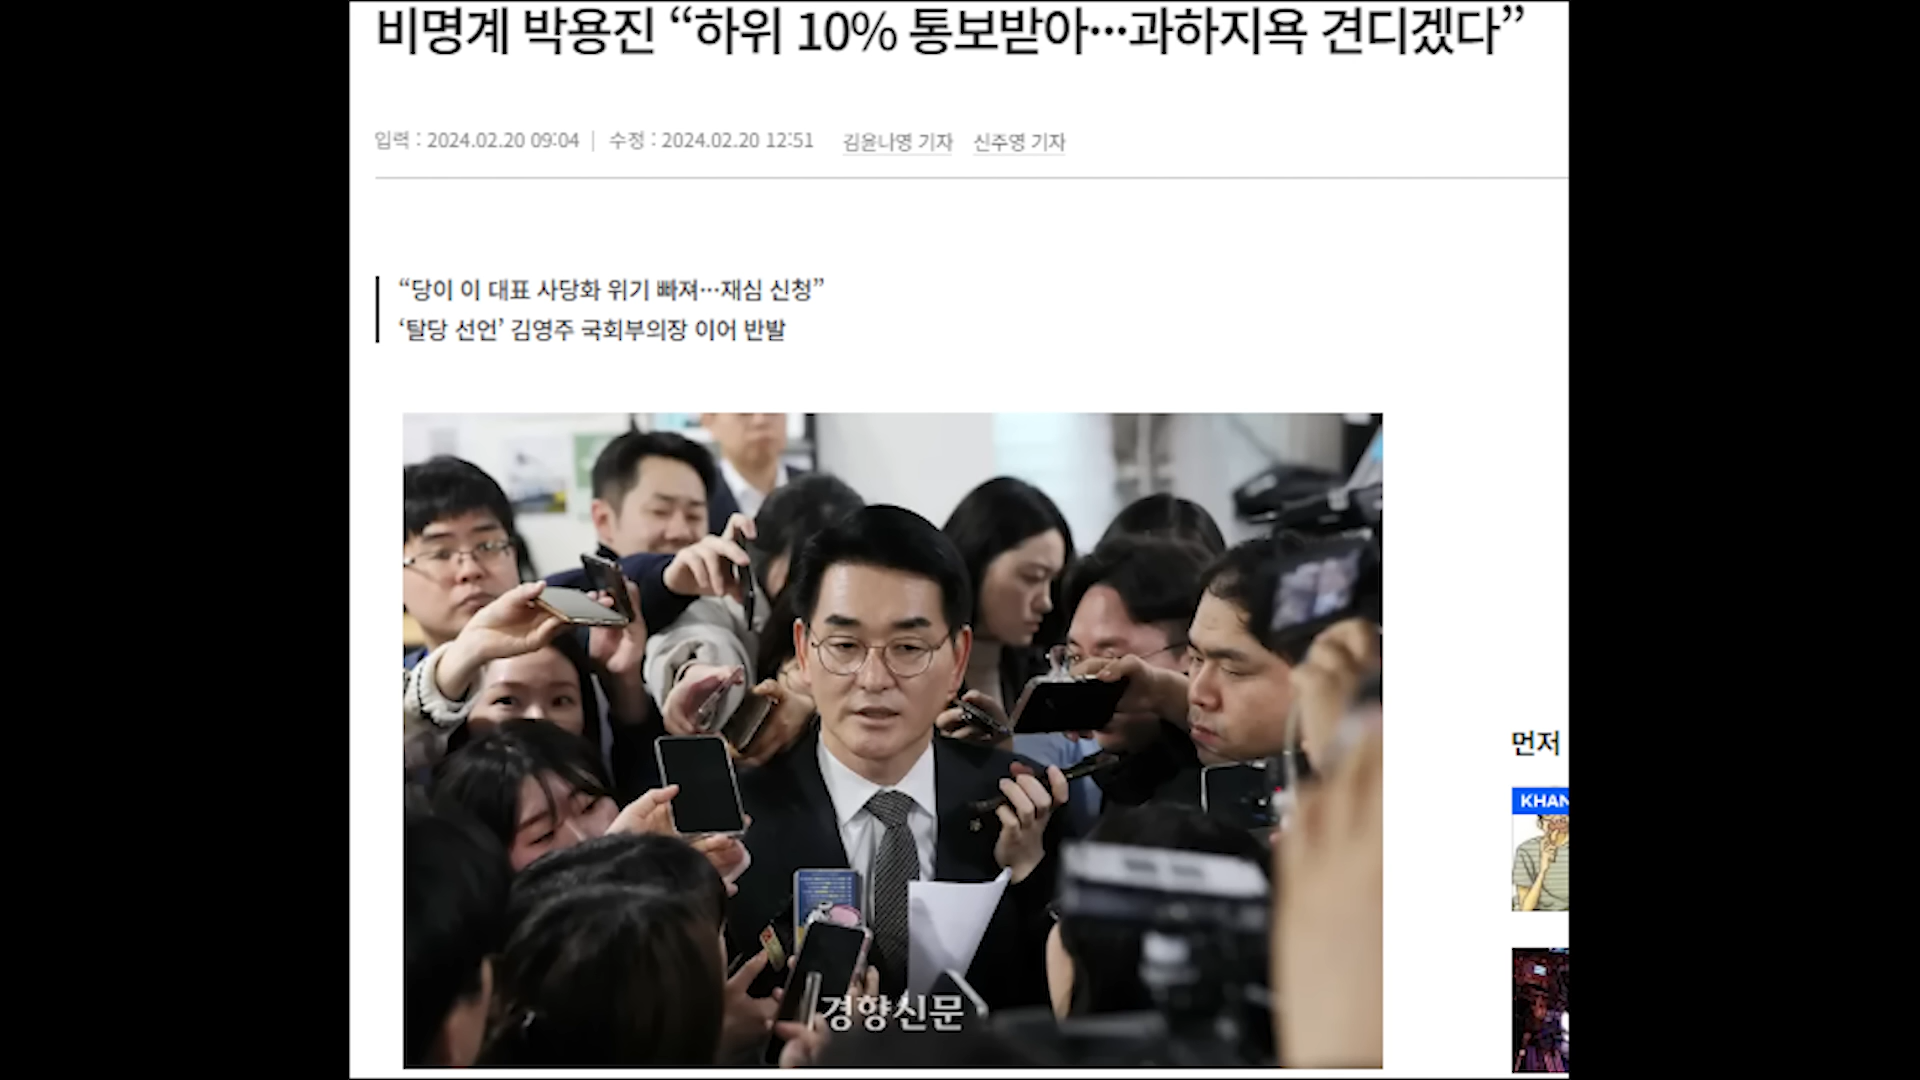 비명계 박용진 “하위 10% 통보받아…과하지욕 견디겠다”
입력 : 2024.02.20 09:04 | 수정 : 2024.02.20 12:51 김윤나영 기자 신주영 기자
“당이 이 대표 사당화 위기 빠져…재심 신청”
‘탈당 선언’ 김영주 국회부의장 이어 반발
먼저
KHAN
경향신문